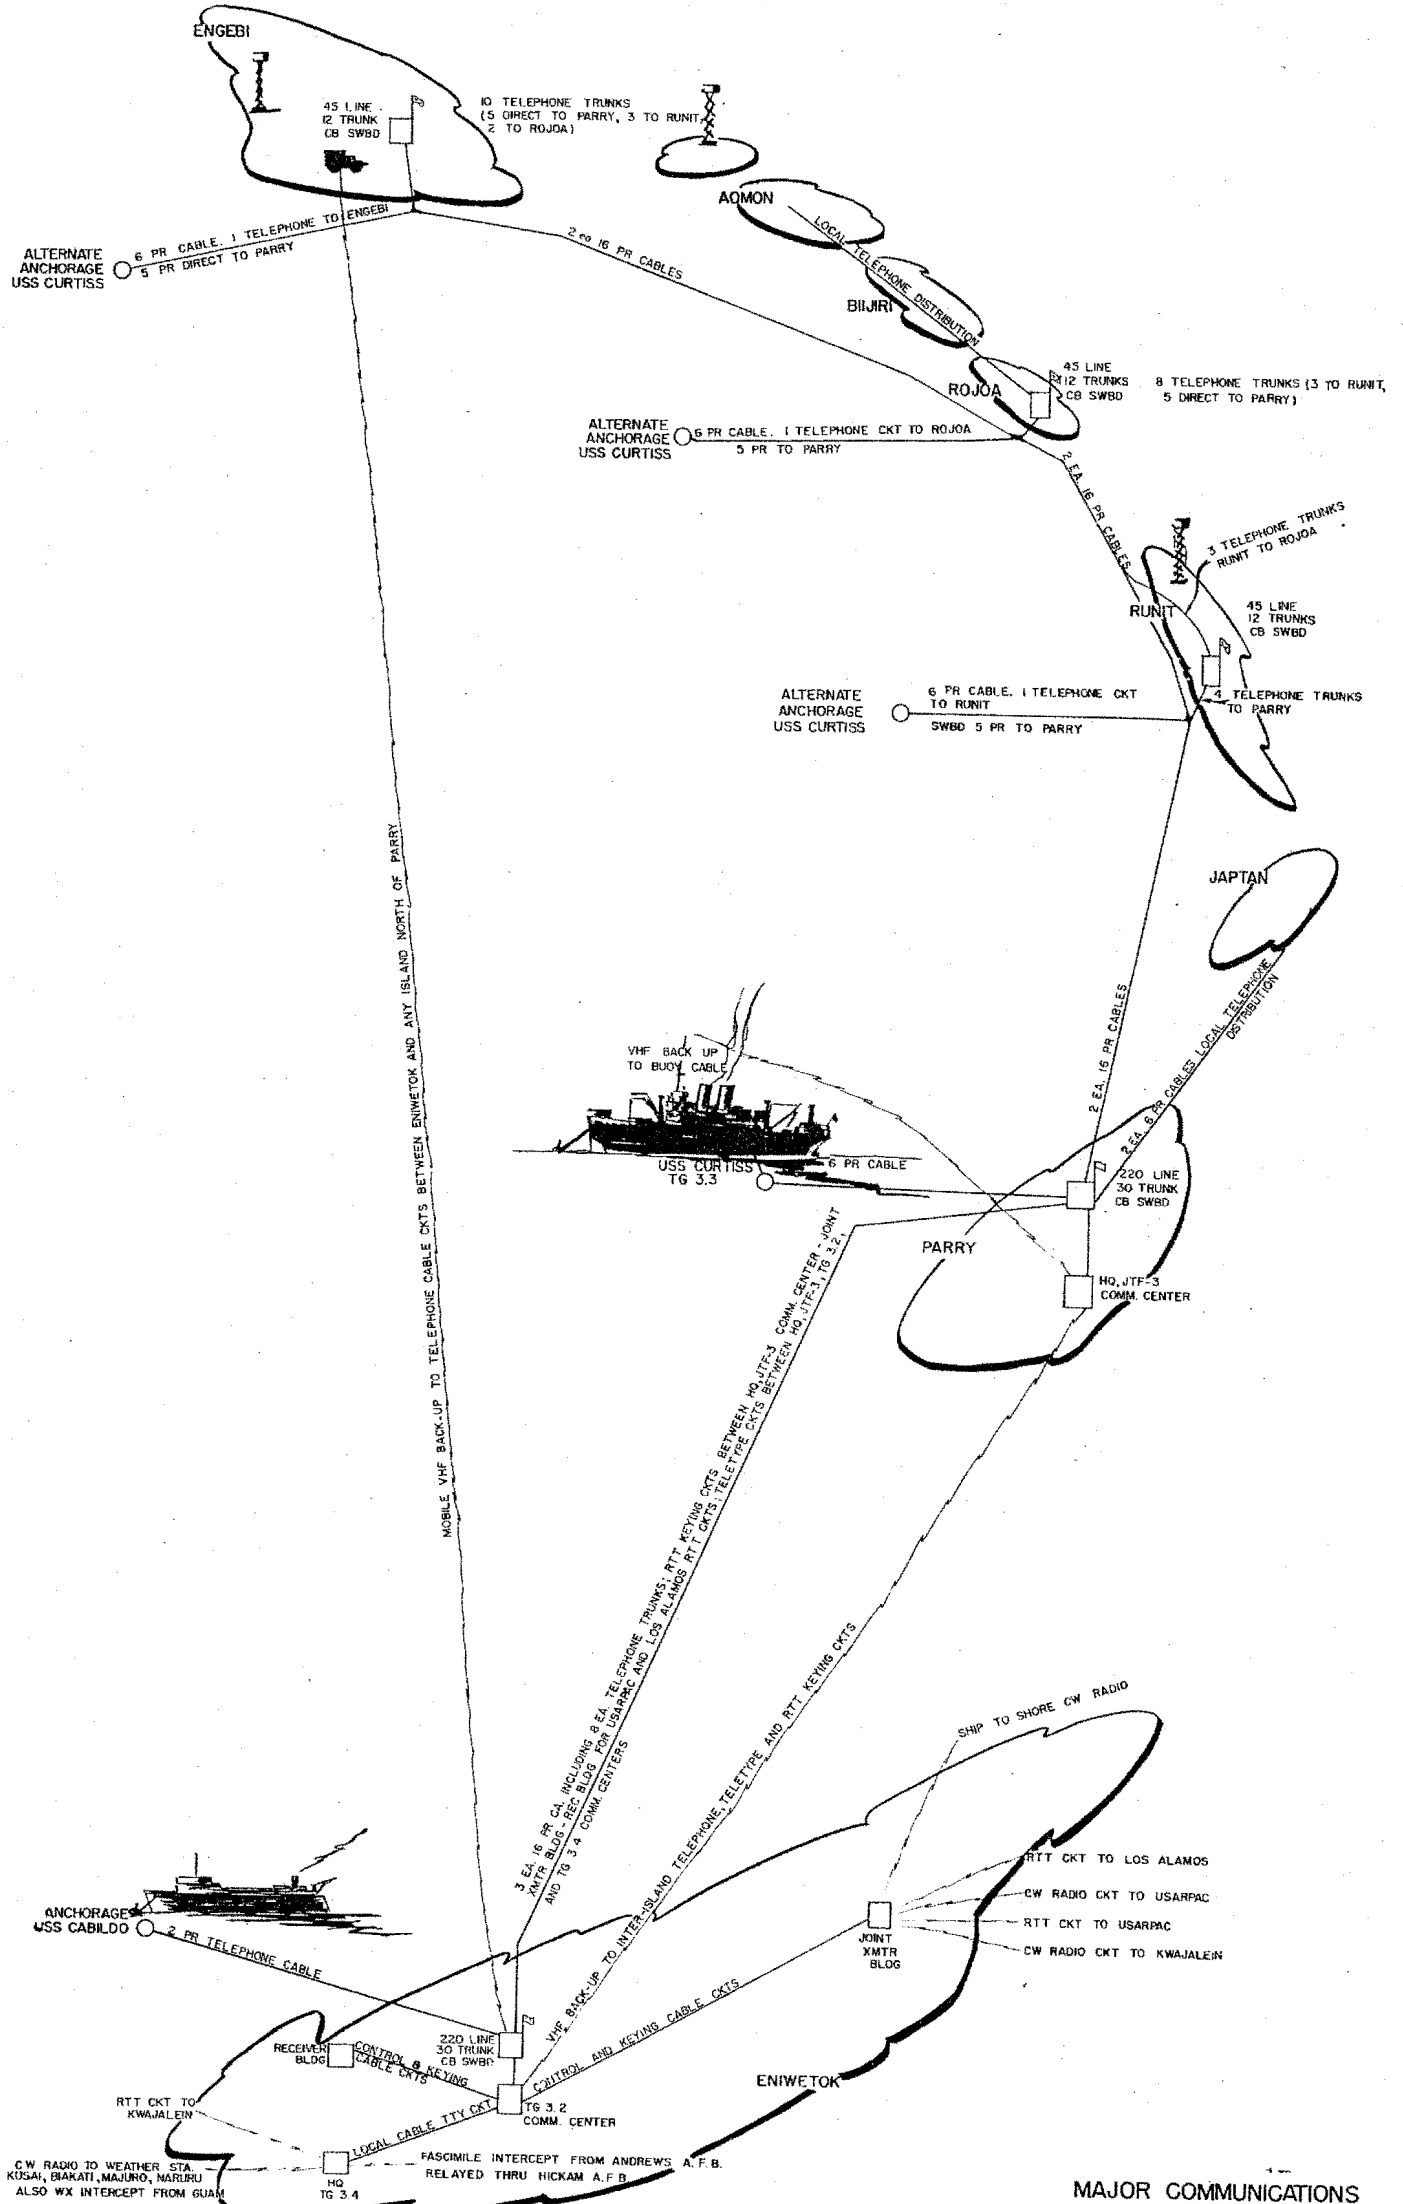 ENGEBI
45 LINE
12 TRUNK
CB SWBD
10 TELEPHONE TRUNKS
(5 DIRECT TO PARRY, 3 TO RUNIT,
2 TO ROJOA)
AOMON
LOCAL TELEPHONE DISTRIBUTION
BIIJIRI
ALTERNATE
ANCHORAGE
USS CURTISS
6 PR CABLE. 1 TELEPHONE TO ENGEBI
5 PR DIRECT TO PARRY
2 ea 16 PR CABLES
ROJOA
45 LINE
12 TRUNKS
CB SWBD
8 TELEPHONE TRUNKS (3 TO RUNIT,
5 DIRECT TO PARRY)
ALTERNATE
ANCHORAGE
USS CURTISS
6 PR CABLE. 1 TELEPHONE CKT TO ROJOA
5 PR TO PARRY
2 EA. 16 PR CABLES
3 TELEPHONE TRUNKS
RUNIT TO ROJOA
RUNIT
45 LINE
12 TRUNKS
CB SWBD
4 TELEPHONE TRUNKS
TO PARRY
ALTERNATE
ANCHORAGE
USS CURTISS
6 PR CABLE. 1 TELEPHONE CKT
TO RUNIT
SWBD 5 PR TO PARRY
JAPTAN
2 EA. 6 PR CABLES LOCAL TELEPHONE
DISTRIBUTION
2 EA. 16 PR CABLES
VHF BACK UP
TO BUOY CABLE
USS CURTISS
TG 3.3
6 PR CABLE
220 LINE
30 TRUNK
CB SWBD
PARRY
HQ, JTF-3
COMM. CENTER
MOBILE VHF BACK-UP TO TELEPHONE CABLE CKTS BETWEEN ENIWETOK AND ANY ISLAND NORTH OF PARRY
3 EA. 16 PR CA. INCLUDING 8 EA. TELEPHONE TRUNKS; RTT KEYING CKTS BETWEEN HQ, JTF-3 COMM. CENTER - JOINT
XMTR BLDG - REC BLDG FOR USARPAC AND LOS ALAMOS RTT CKTS; TELETYPE CKTS BETWEEN HQ, JTF-3, TG 3.2,
AND TG 3.4 COMM. CENTERS
VHF BACK-UP TO INTER-ISLAND TELEPHONE, TELETYPE AND RTT KEYING CKTS
SHIP TO SHORE CW RADIO
RTT CKT TO LOS ALAMOS
CW RADIO CKT TO USARPAC
RTT CKT TO USARPAC
CW RADIO CKT TO KWAJALEIN
JOINT
XMTR
BLDG
ANCHORAGE
USS CABILDO
2 PR TELEPHONE CABLE
220 LINE
30 TRUNK
CB SWBD
RECEIVER
BLDG
CONTROL & KEYING
CABLE CKTS
CONTROL AND KEYING CABLE CKTS
TG 3.2
COMM. CENTER
ENIWETOK
RTT CKT TO
KWAJALEIN
LOCAL CABLE TTY CKT
CW RADIO TO WEATHER STA.
KUSAI, BIAKATI, MAJURO, NARURU
ALSO WX INTERCEPT FROM GUAM
HQ
TG 3.4
FASCIMILE INTERCEPT FROM ANDREWS A.F.B.
RELAYED THRU HICKAM A.F.B.
MAJOR COMMUNICATIONS